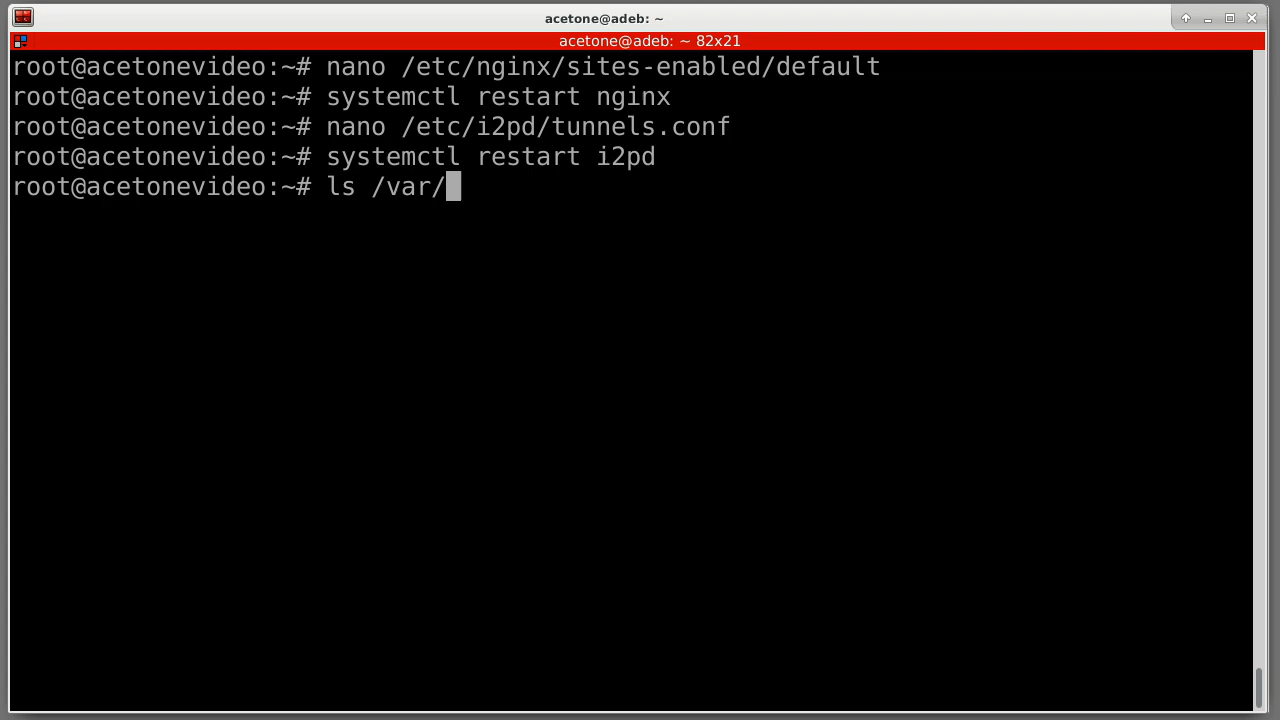 acetone@adeb: ~
acetone@adeb: ~ 82x21
root@acetonevideo:~# nano /etc/nginx/sites-enabled/default
root@acetonevideo:~# systemctl restart nginx
root@acetonevideo:~# nano /etc/i2pd/tunnels.conf
root@acetonevideo:~# systemctl restart i2pd
root@acetonevideo:~# ls /var/